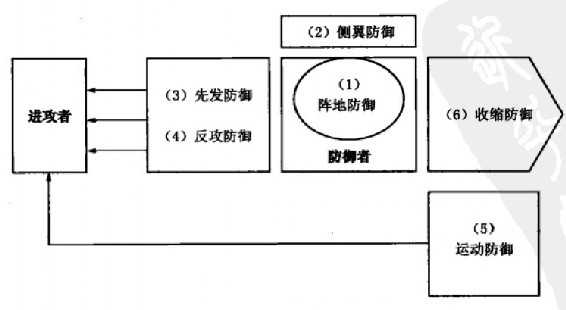 (2) 侧翼防御
进攻者
(3) 先发防御
(4) 反攻防御
(1)
阵地防御
防御者
(6) 收缩防御
(5)
运动防御